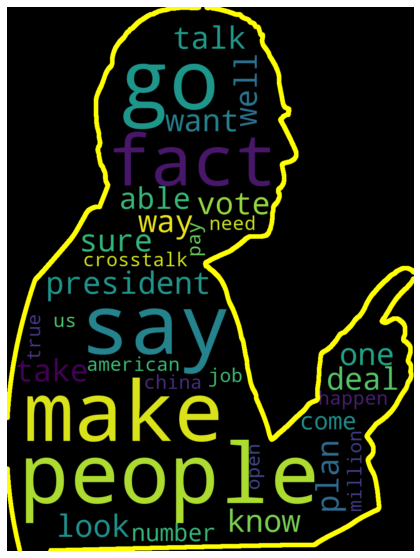 talk
go
well
want
fact
able
vote
way
need
sure
pay
crosstalk
president
us
say
true
one
american
take
job
deal
china
happen
make
come
people
open
plan
million
look
number
know